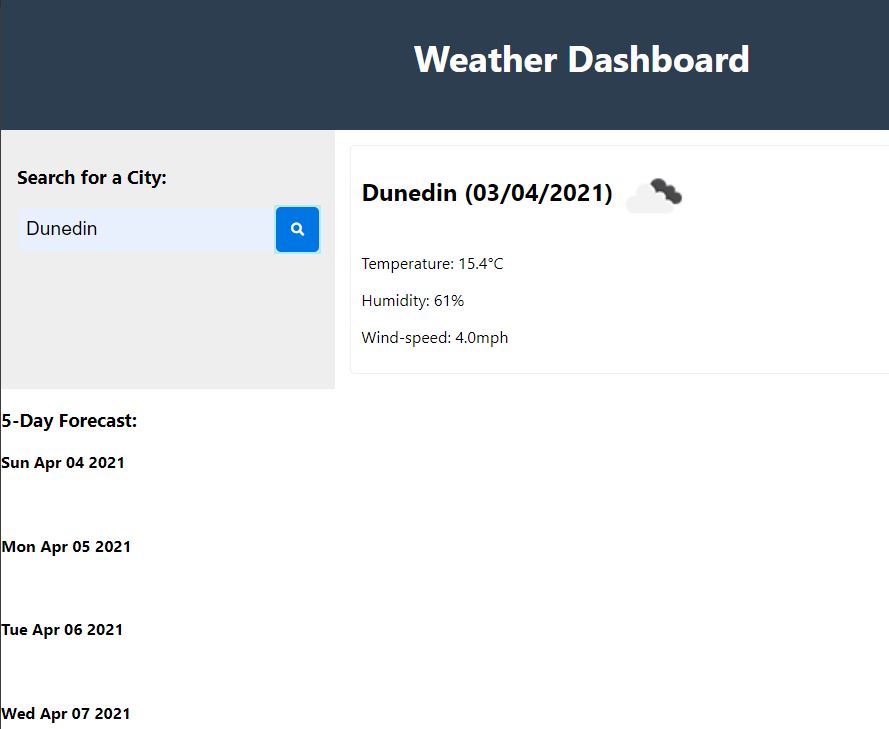 Weather Dashboard
Search for a City:
Dunedin
Dunedin (03/04/2021)
Temperature: 15.4°C
Humidity: 61%
Wind-speed: 4.0mph
5-Day Forecast:
Sun Apr 04 2021
Mon Apr 05 2021
Tue Apr 06 2021
Wed Apr 07 2021